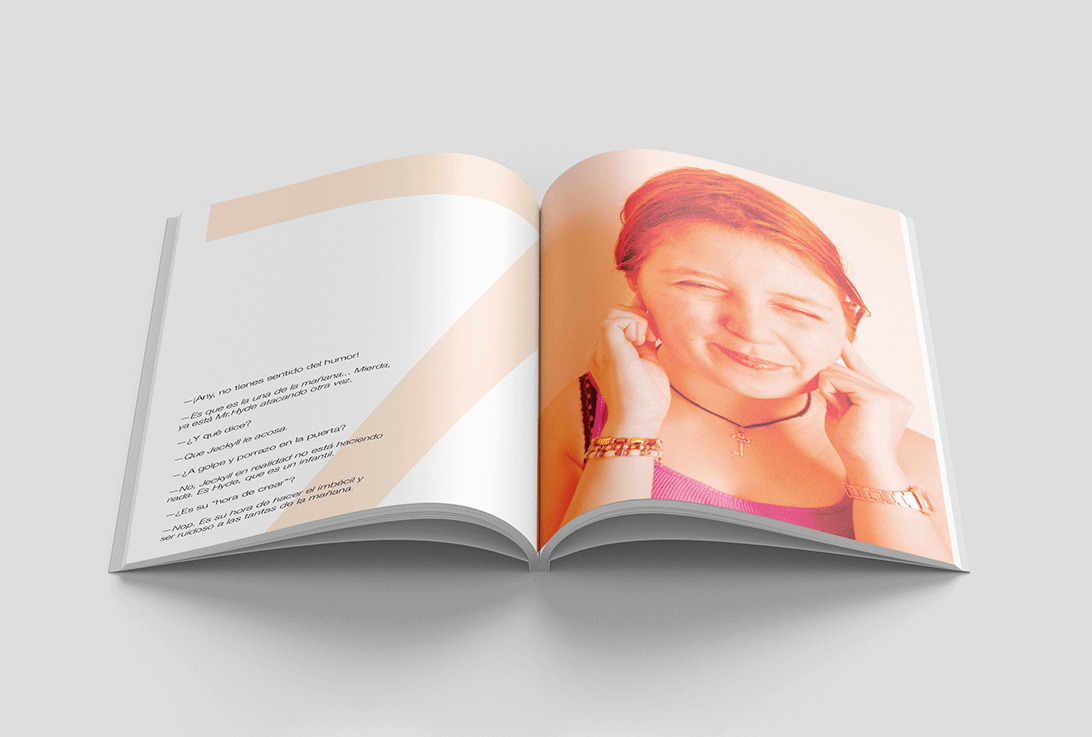 7
—¡Any, no tienes sentido del humor!
—Es que es la una de la mañana... Mierda,
ya está Mr.Hyde atacando otra vez.
—¿Y qué dice?
—Que Jeckyll le acosa.
—¿A golpe y porrazo en la puerta?
—No, Jeckyll en realidad no está haciendo
nada. Es Hyde, que es un infantil.
—¿Es su "hora de crear"?
—Nop. Es su hora de hacer el imbécil y
ser ruidoso a las tantas de la mañana.